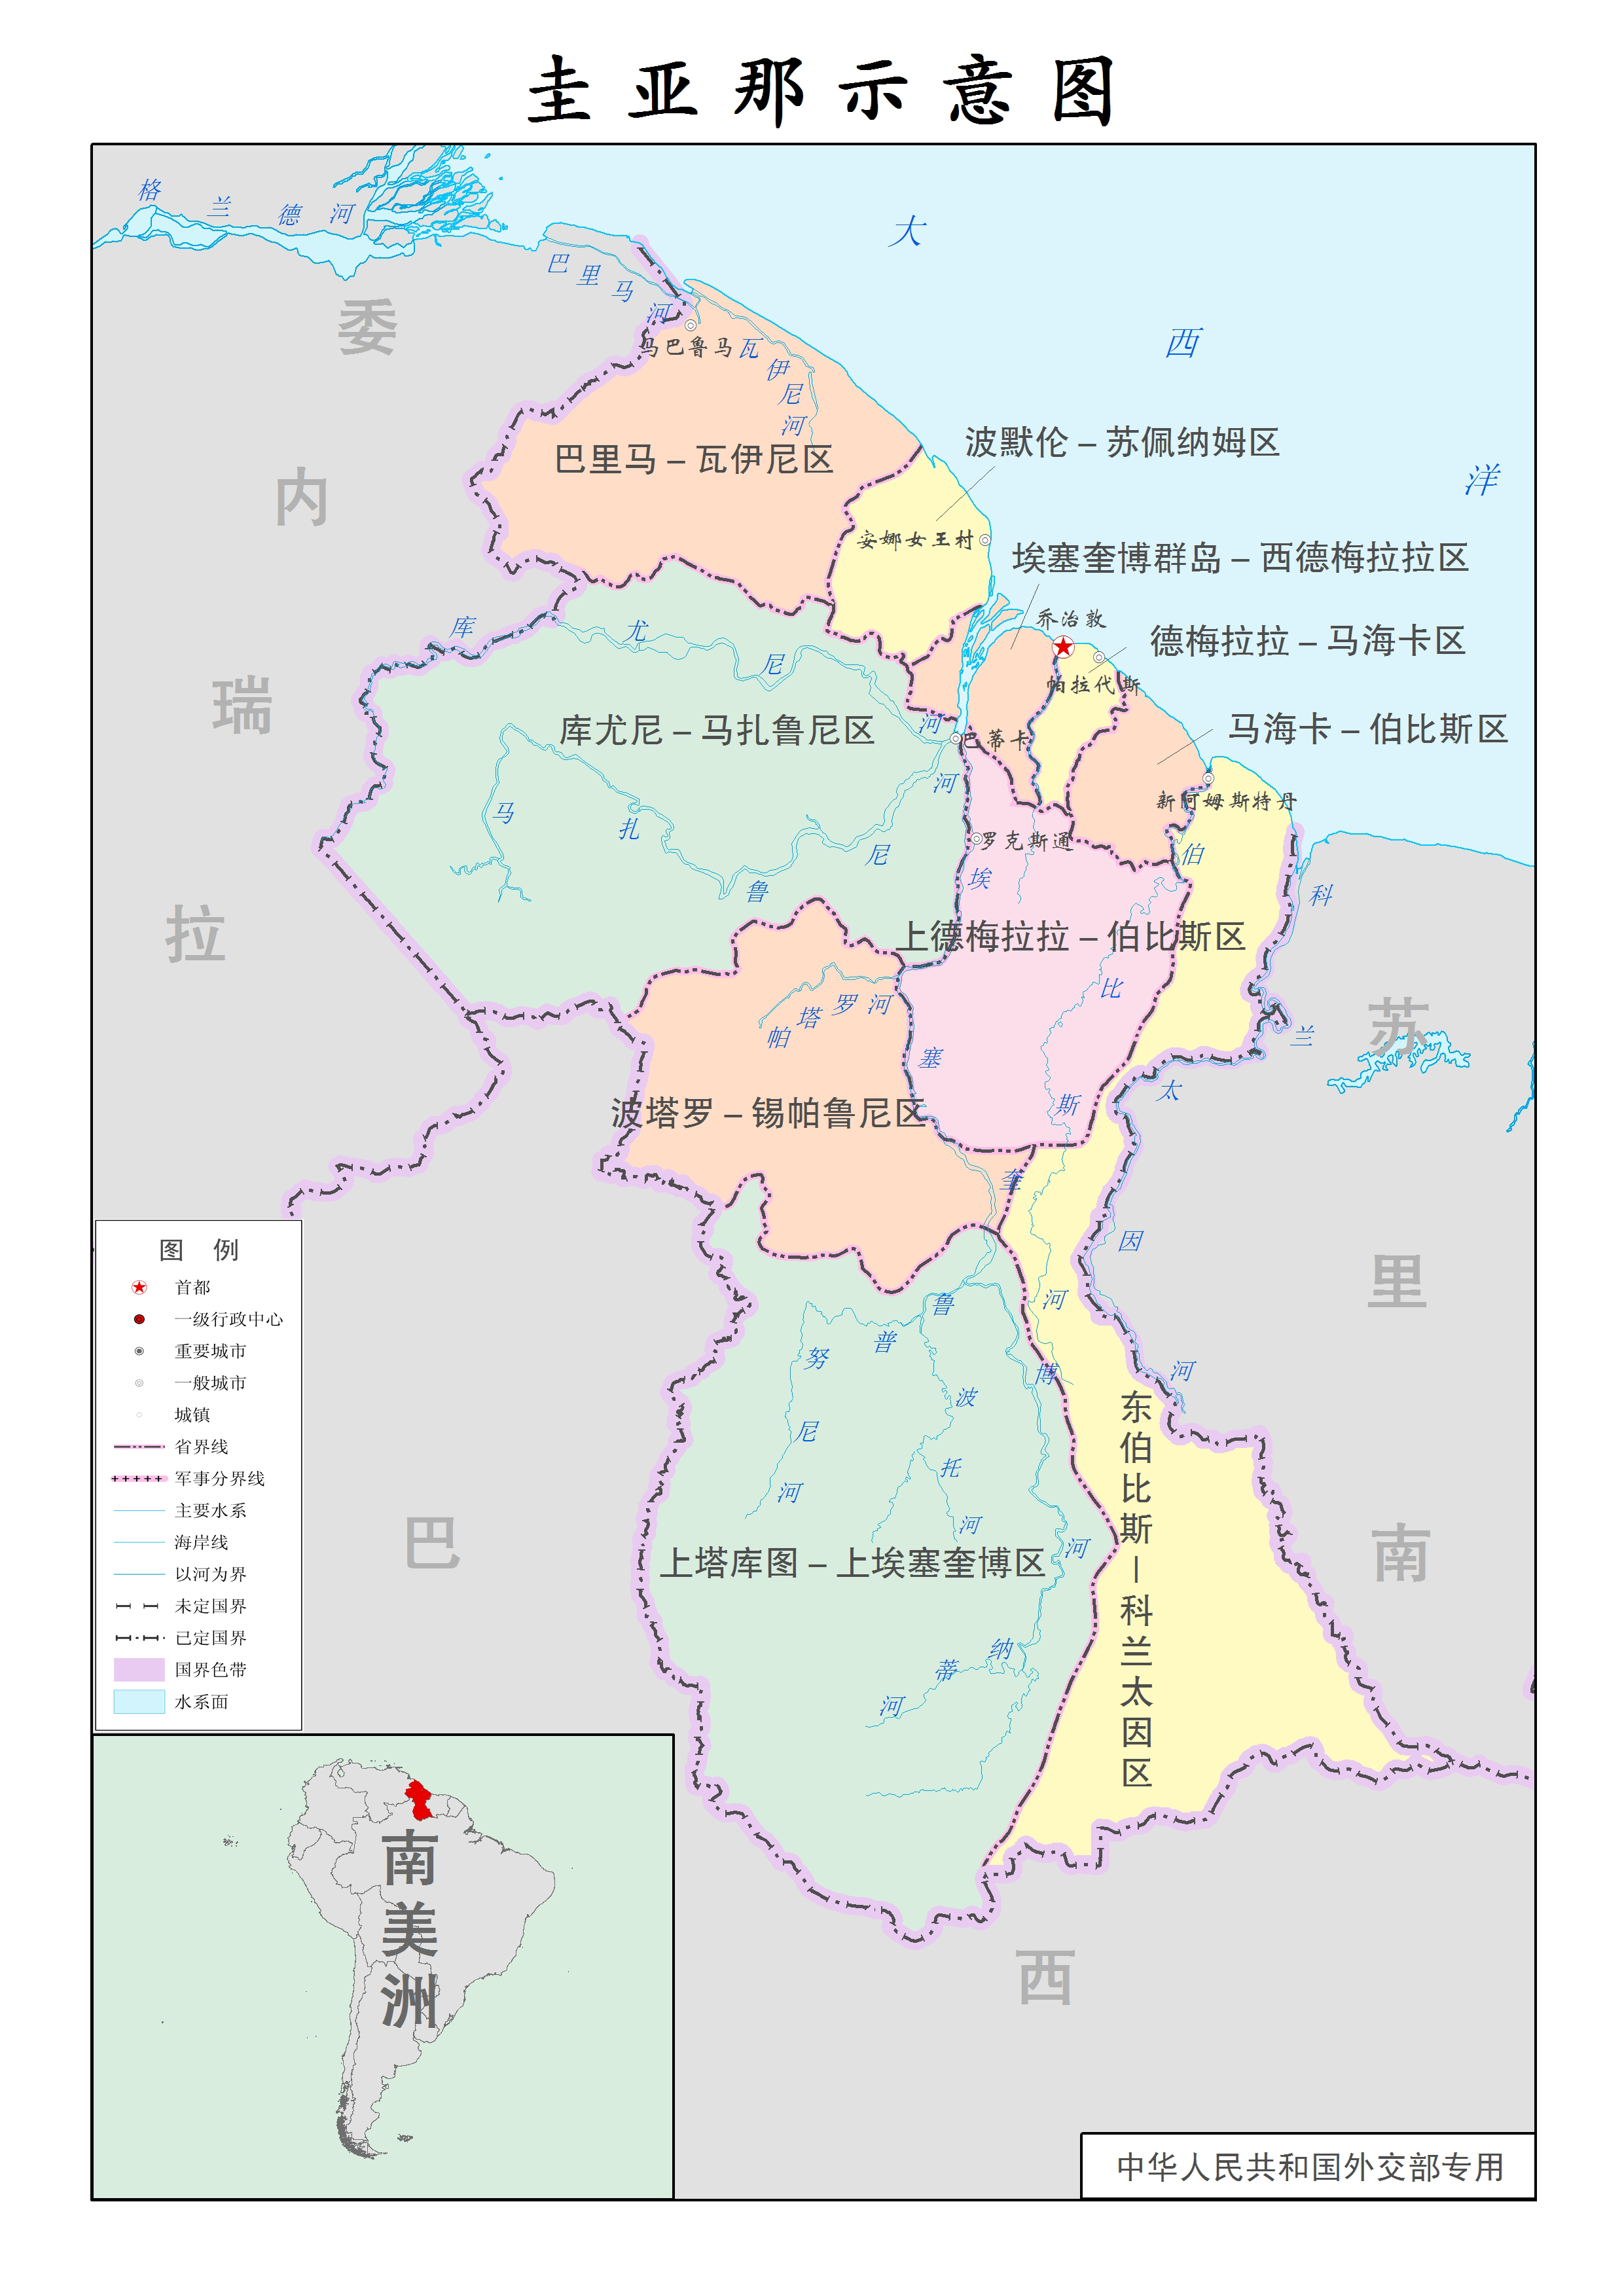 圭亚那示意图
格兰德河
大西洋
巴里马河
委内瑞拉
马巴鲁马
瓦伊尼河
巴里马－瓦伊尼区
波默伦－苏佩纳姆区
安娜女王村
埃塞奎博群岛－西德梅拉拉区
乔治敦
德梅拉拉－马海卡区
帕拉代斯
库尤尼河
库尤尼－马扎鲁尼区
巴蒂卡
马海卡－伯比斯区
新阿姆斯特丹
马扎鲁尼河
罗克斯通
伯比斯河
科兰太因河
埃塞奎博河
上德梅拉拉－伯比斯区
帕塔罗河
苏里南
波塔罗－锡帕鲁尼区
鲁普努尼河
波托河
东伯比斯－科兰太因区
上塔库图－上埃塞奎博区
蒂纳河
巴西
图例
首都
一级行政中心
重要城市
一般城市
城镇
省界线
军事分界线
主要水系
海岸线
以河为界
未定国界
已定国界
国界色带
水系面
南美洲
中华人民共和国外交部专用